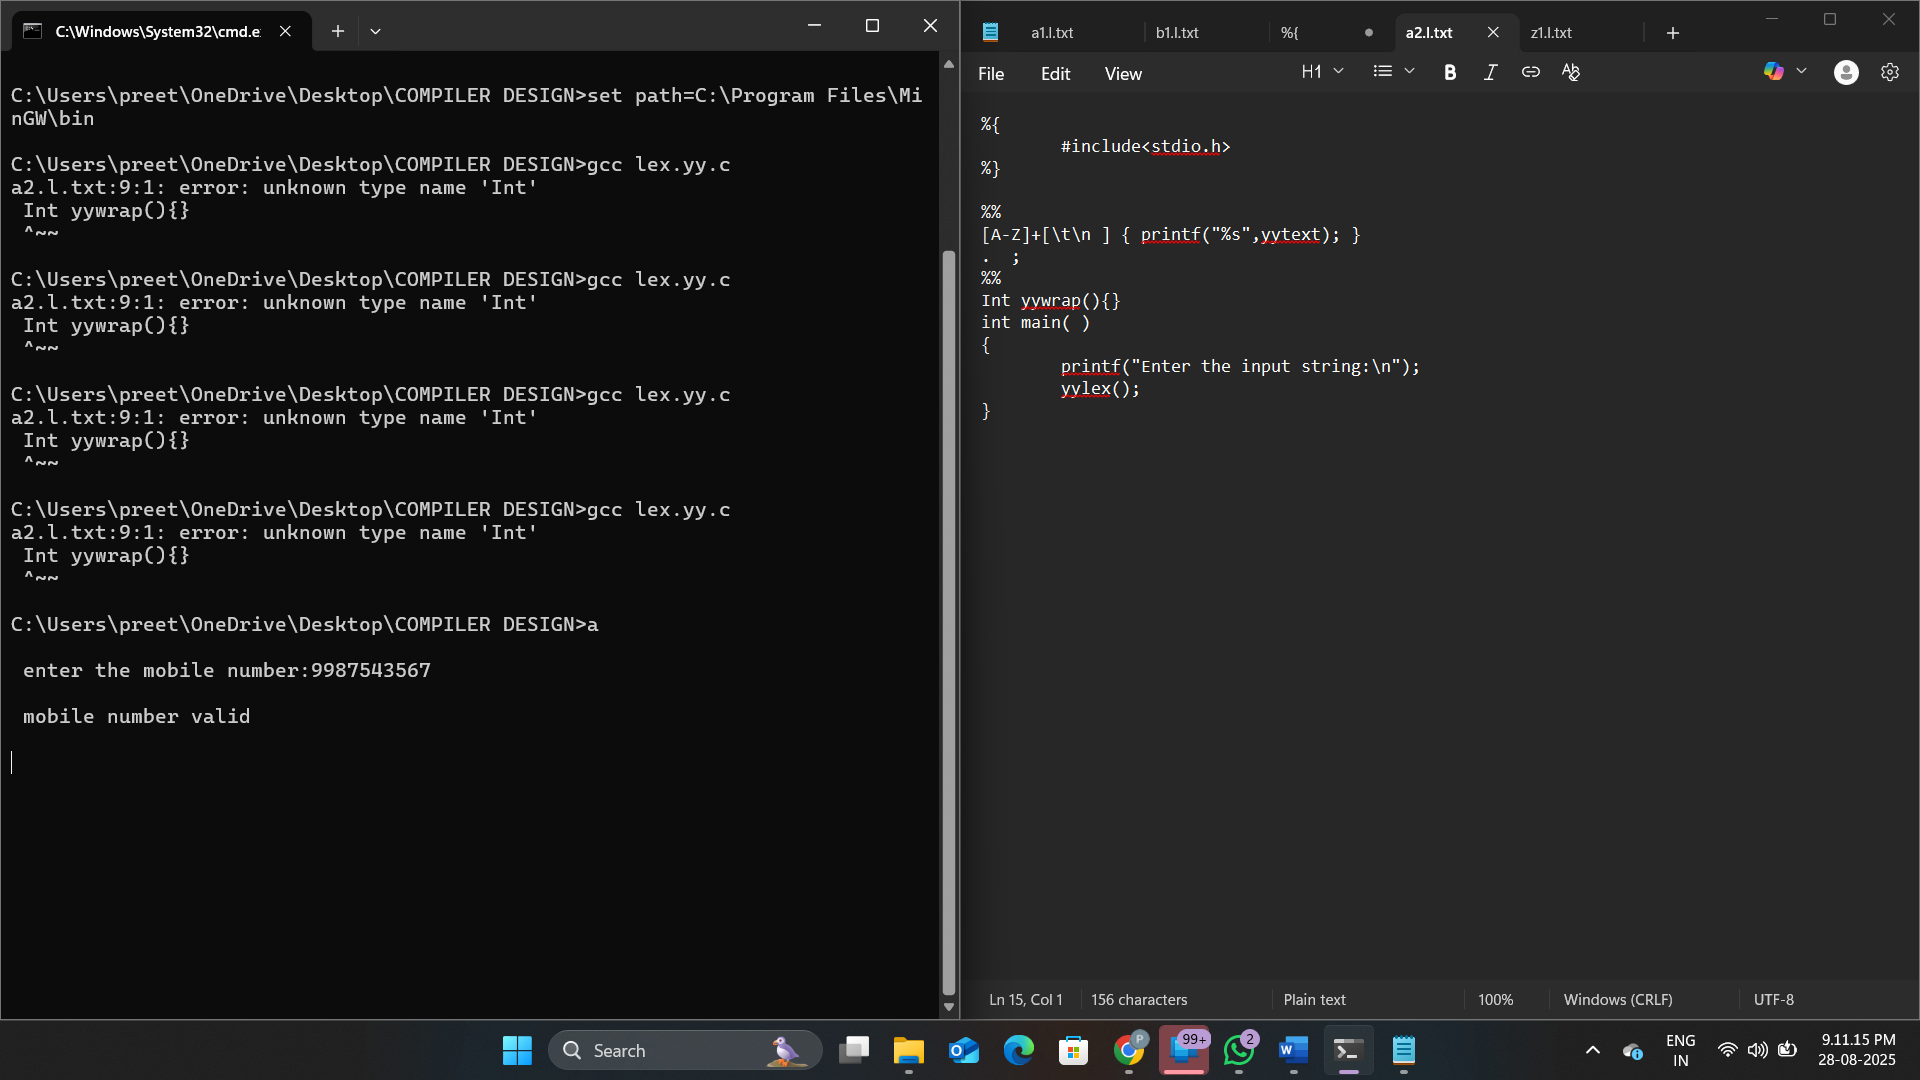 C:\Windows\System32\cmd.e
C:\Users\preet\OneDrive\Desktop\COMPILER DESIGN>set path=C:\Program Files\Mi
nGW\bin
C:\Users\preet\OneDrive\Desktop\COMPILER DESIGN>gcc lex.yy.c
a2.l.txt:9:1: error: unknown type name 'Int'
 Int yywrap(){}
 ^~~
C:\Users\preet\OneDrive\Desktop\COMPILER DESIGN>gcc lex.yy.c
a2.l.txt:9:1: error: unknown type name 'Int'
 Int yywrap(){}
 ^~~
C:\Users\preet\OneDrive\Desktop\COMPILER DESIGN>gcc lex.yy.c
a2.l.txt:9:1: error: unknown type name 'Int'
 Int yywrap(){}
 ^~~
C:\Users\preet\OneDrive\Desktop\COMPILER DESIGN>gcc lex.yy.c
a2.l.txt:9:1: error: unknown type name 'Int'
 Int yywrap(){}
 ^~~
C:\Users\preet\OneDrive\Desktop\COMPILER DESIGN>a
 enter the mobile number:9987543567
 mobile number valid
a1.l.txt b1.l.txt %{ a2.l.txt z1.l.txt
File Edit View H1 B I
%{
	#include<stdio.h>
%}
%%
[A-Z]+[\t\n ] { printf("%s",yytext); }
.  ;
%%
Int yywrap(){}
int main( )
{
	printf("Enter the input string:\n");
	yylex();
}
Ln 15, Col 1 156 characters Plain text 100% Windows (CRLF) UTF-8
Search
P
99+
2
W
ENG
IN
9.11.15 PM
28-08-2025